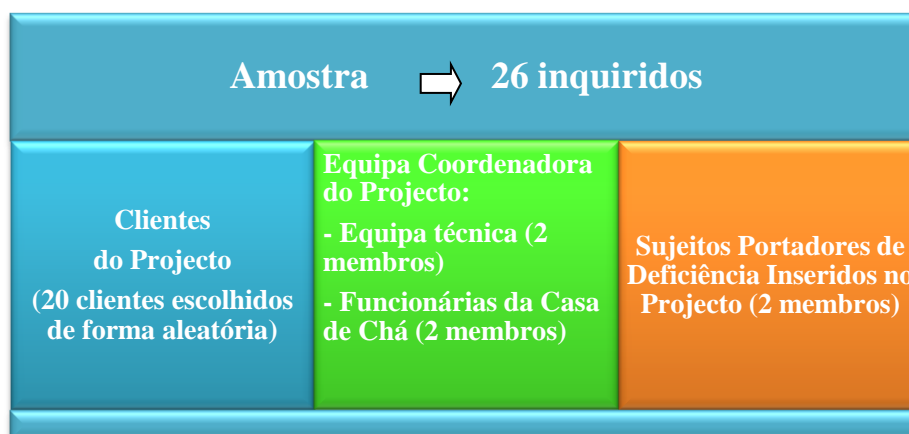 Amostra 26 inquiridos
Clientes
do Projecto
(20 clientes escolhidos
de forma aleatória)
Equipa Coordenadora
do Projecto:
- Equipa técnica (2
membros)
- Funcionárias da Casa
de Chá (2 membros)
Sujeitos Portadores de
Deficiência Inseridos no
Projecto (2 membros)